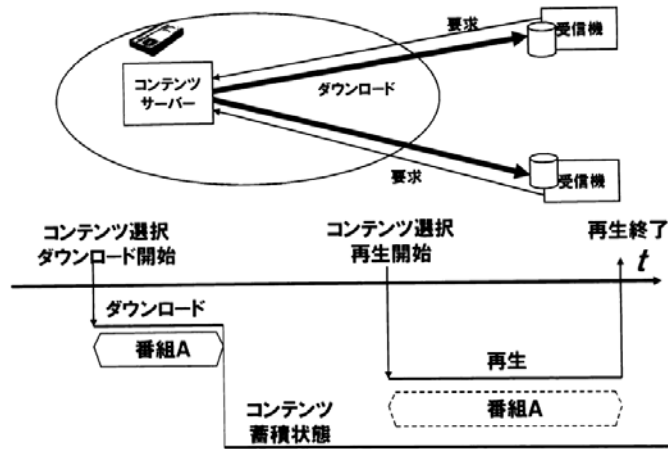 要求
受信機
コンテンツ
サーバー
ダウンロード
要求
受信機
コンテンツ選択
ダウンロード開始
コンテンツ選択
再生開始
再生終了
t
ダウンロード
番組A
再生
番組A
コンテンツ
蓄積状態